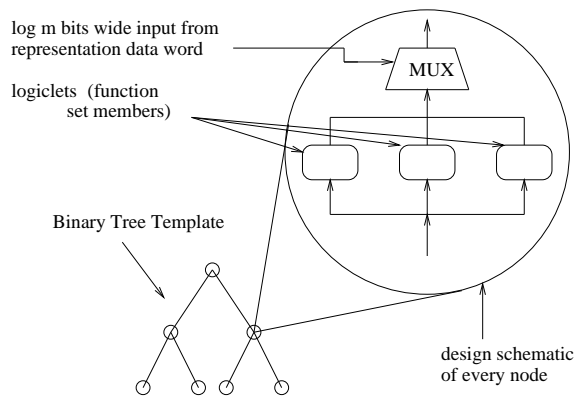 log m bits wide input from
representation data word
MUX
logiclets (function
set members)
Binary Tree Template
design schematic
of every node